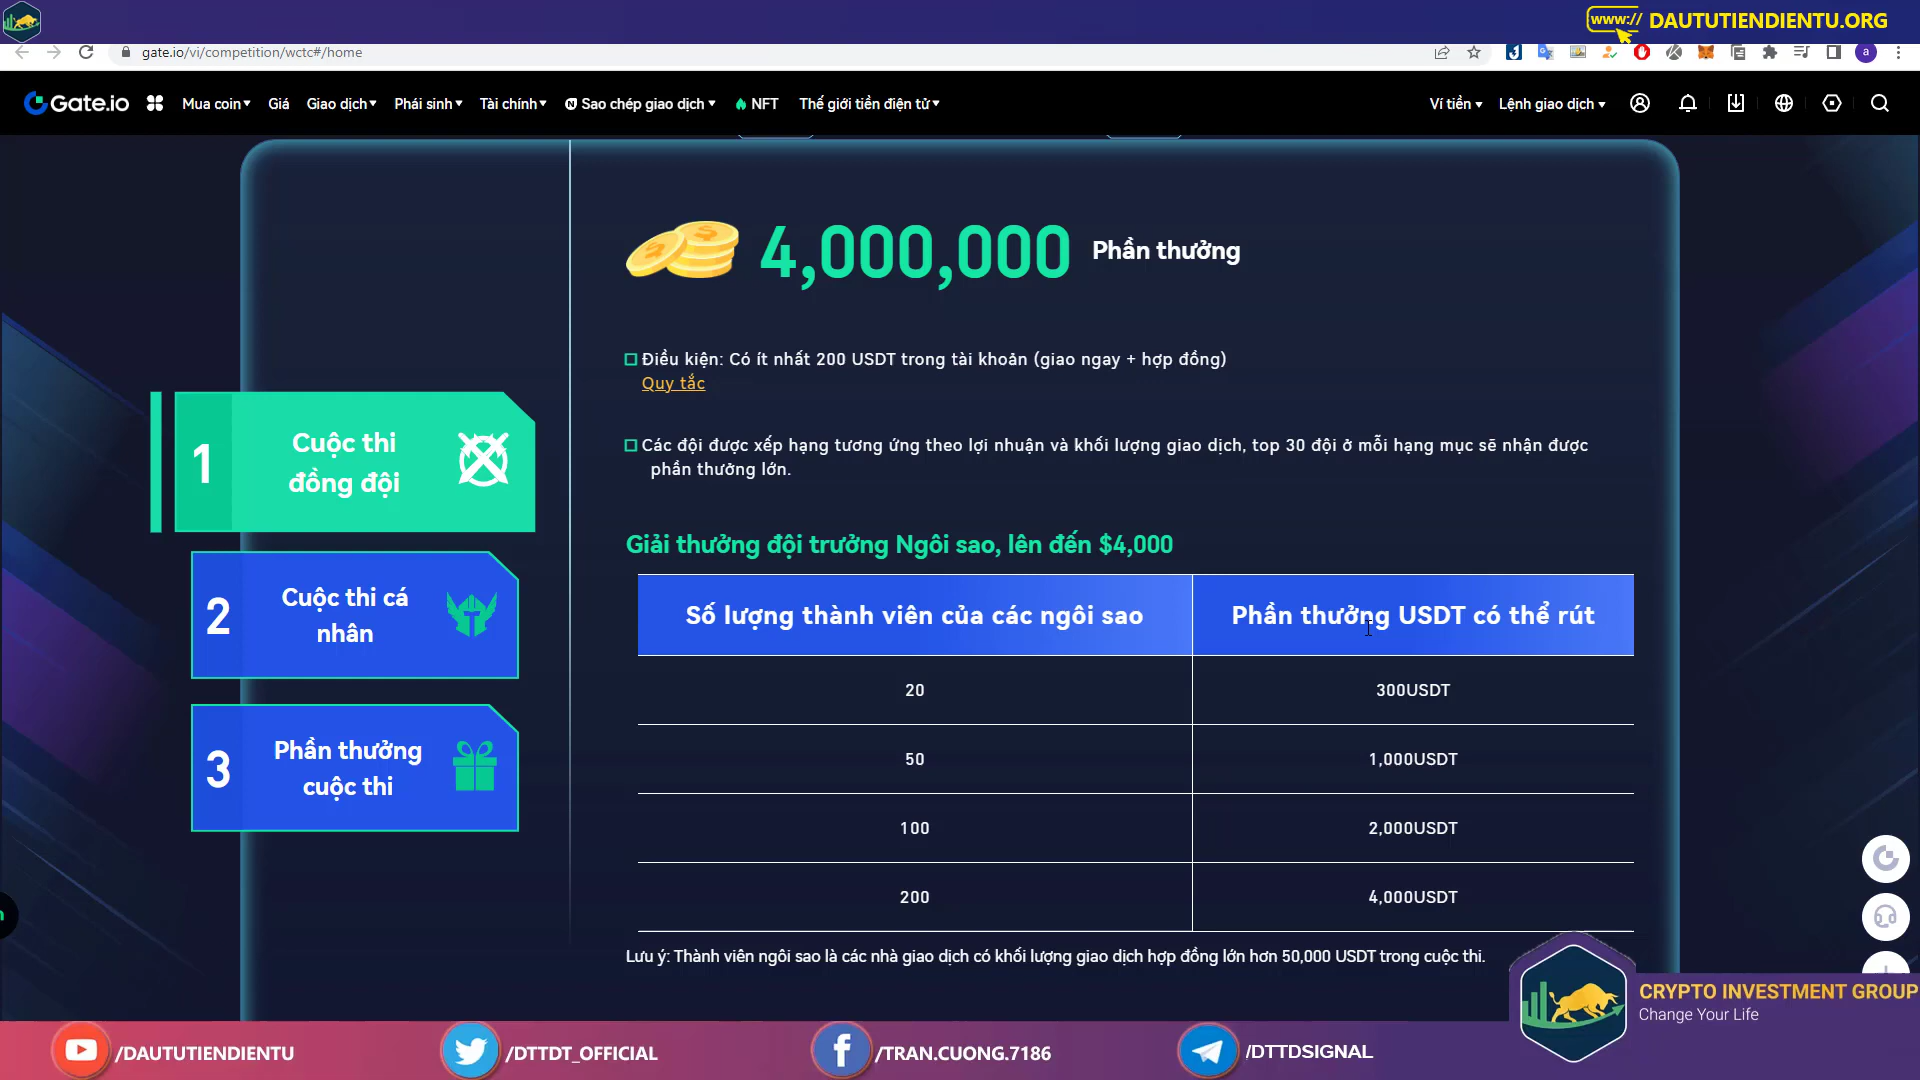 www:// DAUTUTIENDIENTU.ORG
gate.io/vi/competition/wctc#/home
a
Gate.io Mua coin Giá Giao dịch Phái sinh Tài chính Sao chép giao dịch NFT Thế giới tiền điện tử Ví tiền Lệnh giao dịch
4,000,000 Phần thưởng
Điều kiện: Có ít nhất 200 USDT trong tài khoản (giao ngay + hợp đồng)
Quy tắc
Các đội được xếp hạng tương ứng theo lợi nhuận và khối lượng giao dịch, top 30 đội ở mỗi hạng mục sẽ nhận được
phần thưởng lớn.
1 Cuộc thi
đồng đội
2 Cuộc thi cá
nhân
3 Phần thưởng
cuộc thi
Giải thưởng đội trưởng Ngôi sao, lên đến $4,000
Số lượng thành viên của các ngôi sao Phần thưởng USDT có thể rút
20 300USDT
50 1,000USDT
100 2,000USDT
200 4,000USDT
Lưu ý: Thành viên ngôi sao là các nhà giao dịch có khối lượng giao dịch hợp đồng lớn hơn 50,000 USDT trong cuộc thi.
CRYPTO INVESTMENT GROUP
Change Your Life
/DAUTUTIENDIENTU /DTTDT_OFFICIAL /TRAN.CUONG.7186 /DTTDSIGNAL